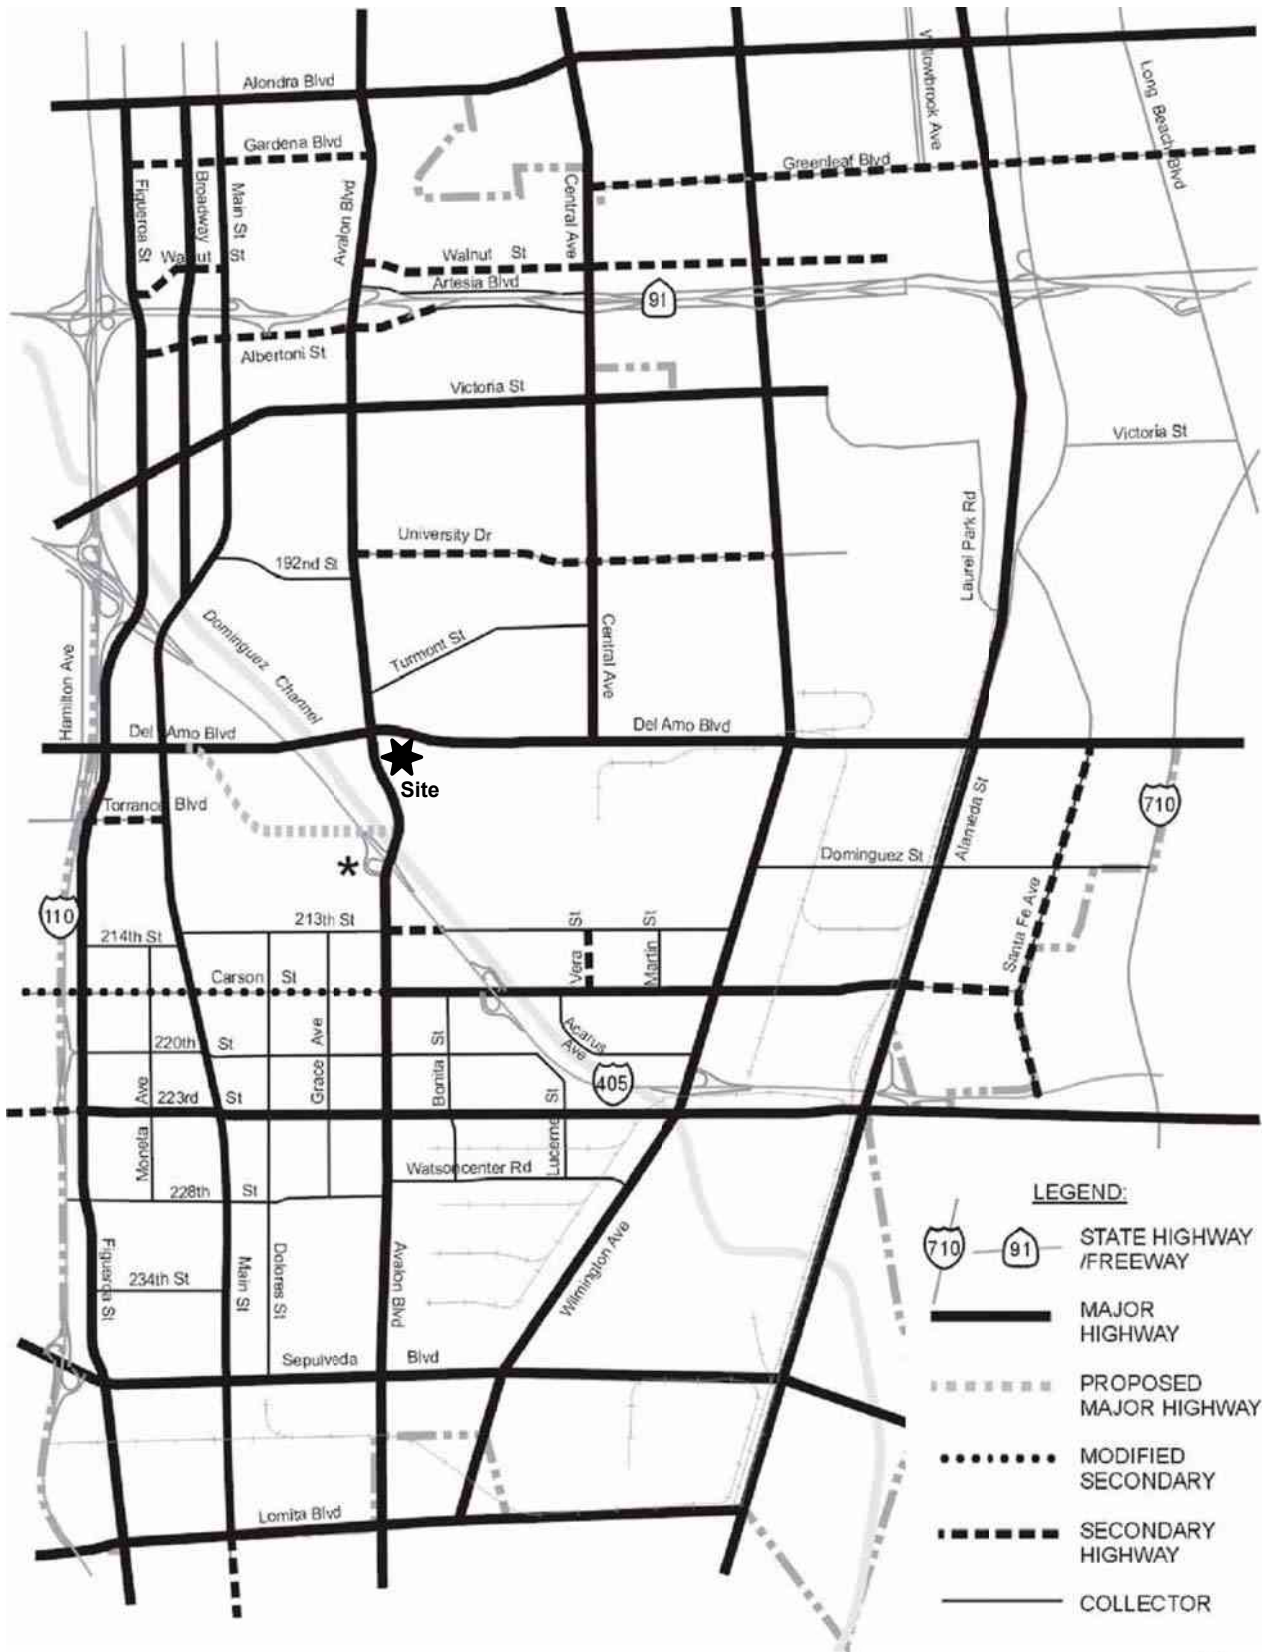 Alondra Blvd
Gardena Blvd
Willowbrook Ave
Long Beach Blvd
Greenleaf Blvd
Figueroa St
Broadway
Main St
Avalon Blvd
Central Ave
Walnut St
Walnut St
Artesia Blvd
91
Albertoni St
Victoria St
Victoria St
University Dr
192nd St
Laurel Park Rd
Dominguez Channel
Turmont St
Central Ave
Hamilton Ave
Del Amo Blvd
Del Amo Blvd
Site
Torrance Blvd
710
Alameda St
Dominguez St
*
Santa Fe Ave
110
213th St
214th St
Vera St
Martin St
Carson St
220th St
Grace Ave
Bonita St
Acarus Ave
405
Moneta Ave
223rd St
Lucerne St
Watsoncenter Rd
228th St
Figueroa St
234th St
Main St
Dolores St
Avalon Blvd
Wilmington Ave
Sepulveda Blvd
Lomita Blvd
LEGEND:
710 91 STATE HIGHWAY
/FREEWAY
MAJOR
HIGHWAY
PROPOSED
MAJOR HIGHWAY
MODIFIED
SECONDARY
SECONDARY
HIGHWAY
COLLECTOR